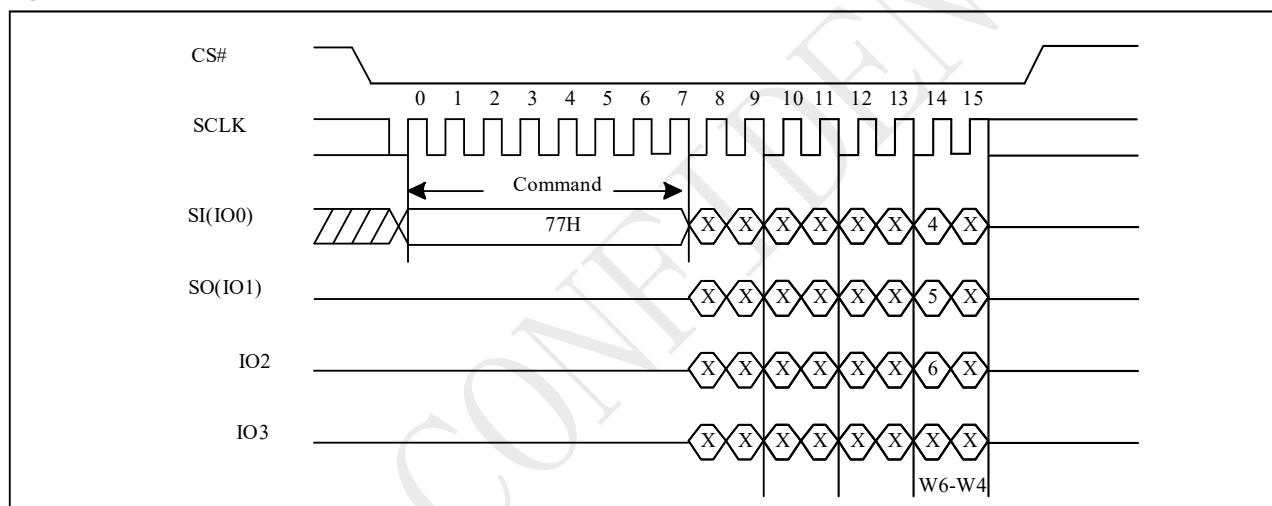 CS#
0 1 2 3 4 5 6 7 8 9 10 11 12 13 14 15
SCLK
Command
SI(IO0) 77H X X X X X X 4 X
SO(IO1) X X X X X X 5 X
IO2 X X X X X X 6 X
IO3 X X X X X X X X
W6-W4
CONFIDEN